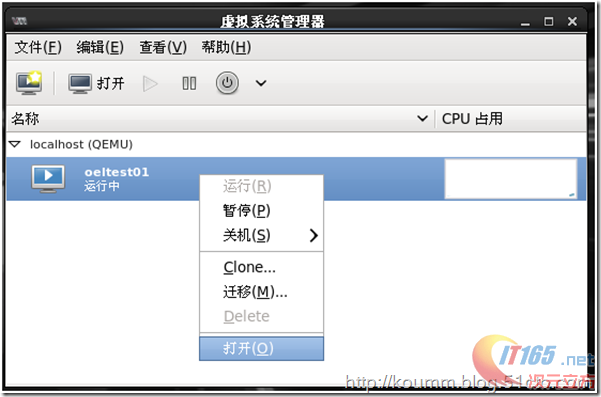 虚拟系统管理器
文件(F) 编辑(E) 查看(V) 帮助(H)
打开
名称 CPU 占用
localhost (QEMU)
oeltest01
运行中
运行(R)
暂停(P)
关机(S)
Clone...
迁移(M)...
Delete
打开(O)
IT165.net
http://koumm.blog.51cto.com